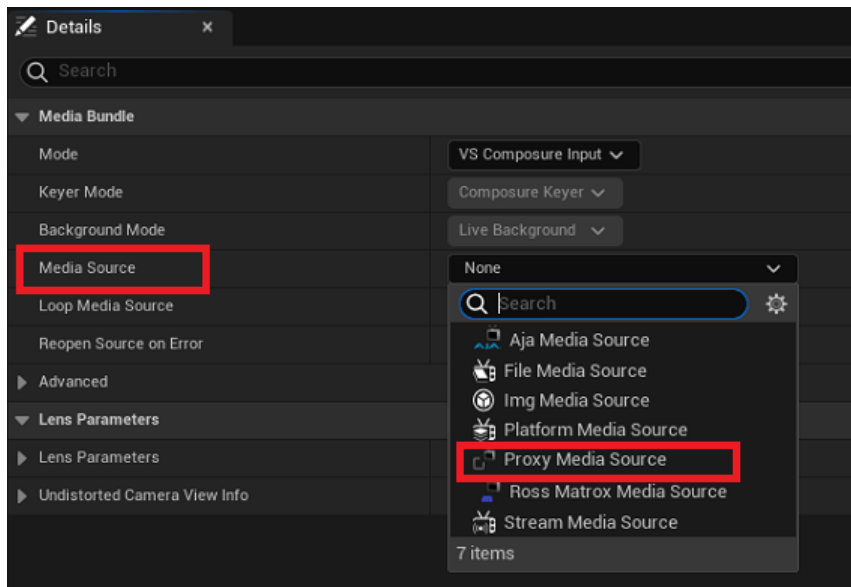 Details ×
Search
Media Bundle
Mode VS Composure Input
Keyer Mode Composure Keyer
Background Mode Live Background
Media Source None
Search
Loop Media Source
Aja Media Source
Reopen Source on Error
File Media Source
Advanced
Img Media Source
Lens Parameters
Platform Media Source
Lens Parameters
Proxy Media Source
Undistorted Camera View Info
Ross Matrox Media Source
Stream Media Source
7 items